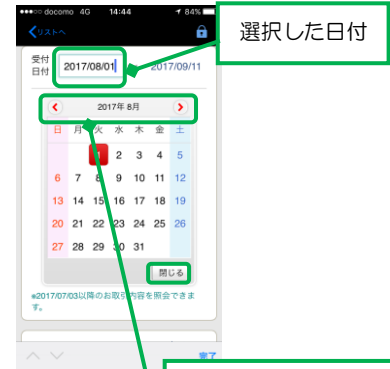 docomo 4G 14:44 84%
リストへ
選択した日付
受付
日付
2017/08/01
2017/09/11
2017年 8月
日 月 火 水 木 金 土
1 2 3 4 5
6 7 8 9 10 11 12
13 14 15 16 17 18 19
20 21 22 23 24 25 26
27 28 29 30 31
閉じる
※2017/07/03以降のお取引内容を照会できま
す。
完了